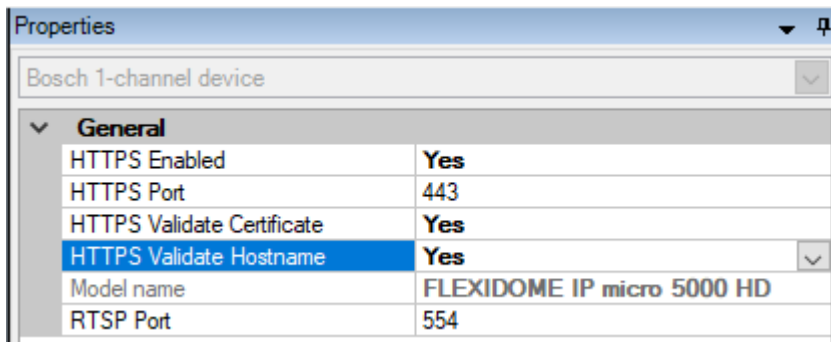 Properties
Bosch 1-channel device
General
HTTPS Enabled Yes
HTTPS Port 443
HTTPS Validate Certificate Yes
HTTPS Validate Hostname Yes
Model name FLEXIDOME IP micro 5000 HD
RTSP Port 554